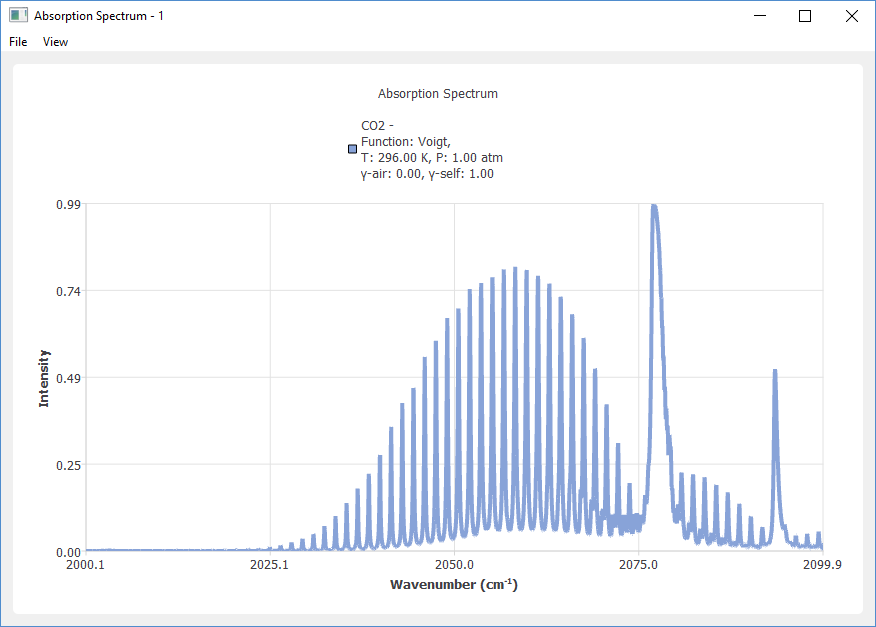 Absorption Spectrum - 1
File View
Absorption Spectrum
CO2 -
Function: Voigt,
T: 296.00 K, P: 1.00 atm
γ-air: 0.00, γ-self: 1.00
0.99
0.74
0.49
0.25
0.00
Intensity
2000.1 2025.1 2050.0 2075.0 2099.9
Wavenumber (cm⁻¹)